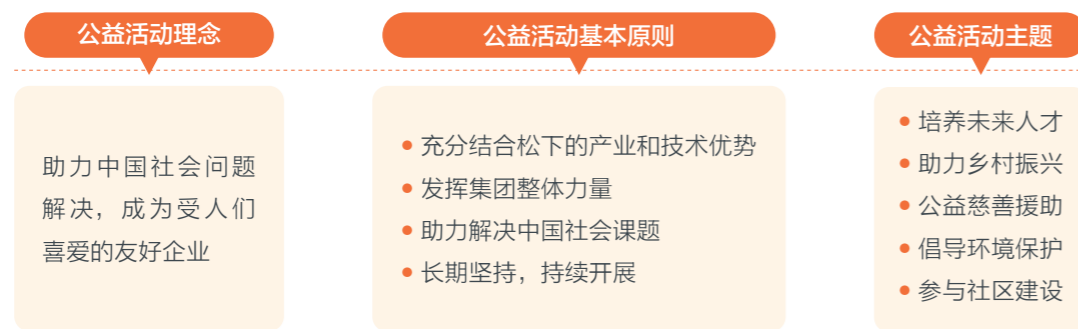 公益活动理念
助力中国社会问题
解决，成为受人们
喜爱的友好企业
公益活动基本原则
• 充分结合松下的产业和技术优势
• 发挥集团整体力量
• 助力解决中国社会课题
• 长期坚持，持续开展
公益活动主题
• 培养未来人才
• 助力乡村振兴
• 公益慈善援助
• 倡导环境保护
• 参与社区建设